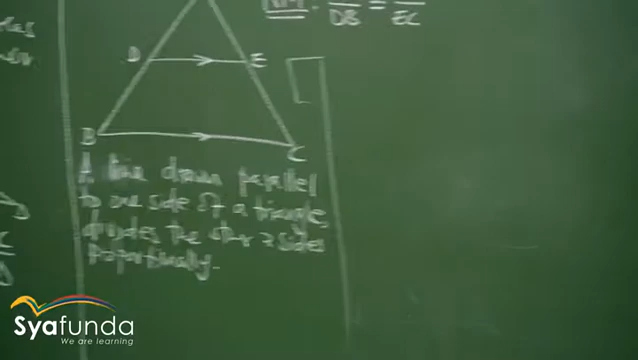 DB = EC
D E
B C
A line drawn parallel
to one side of a triangle,
divides the other 2 sides
proportionally.
Syafunda
We are learning